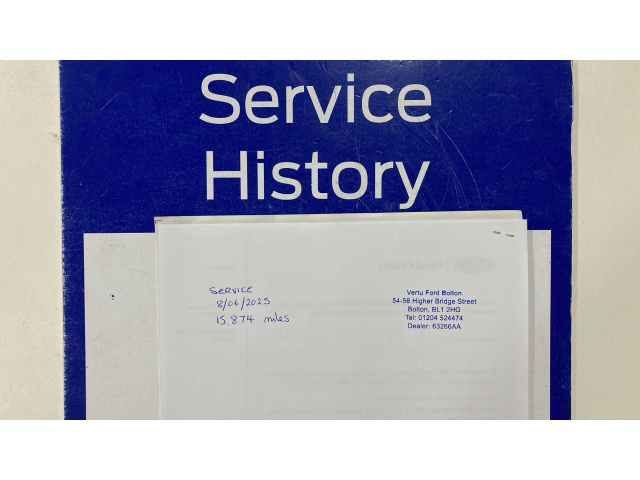 Service
History
SERVICE
8/06/2025
15,874 miles
Vertu Ford Bolton
54-56 Higher Bridge Street
Bolton, BL1 2HG
Tel: 01204 524474
Dealer: 63266AA